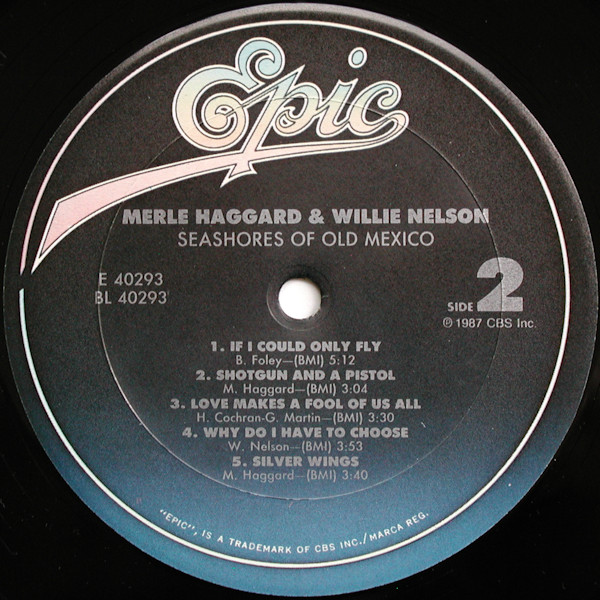 Epic
MERLE HAGGARD & WILLIE NELSON
SEASHORES OF OLD MEXICO
E 40293
BL 40293
SIDE 2
℗ 1987 CBS Inc.
1. IF I COULD ONLY FLY
B. Foley—(BMI) 5:12
2. SHOTGUN AND A PISTOL
M. Haggard—(BMI) 3:04
3. LOVE MAKES A FOOL OF US ALL
H. Cochran-G. Martin—(BMI) 3:30
4. WHY DO I HAVE TO CHOOSE
W. Nelson—(BMI) 3:53
5. SILVER WINGS
M. Haggard—(BMI) 3:40
"EPIC", IS A TRADEMARK OF CBS INC./MARCA REG.